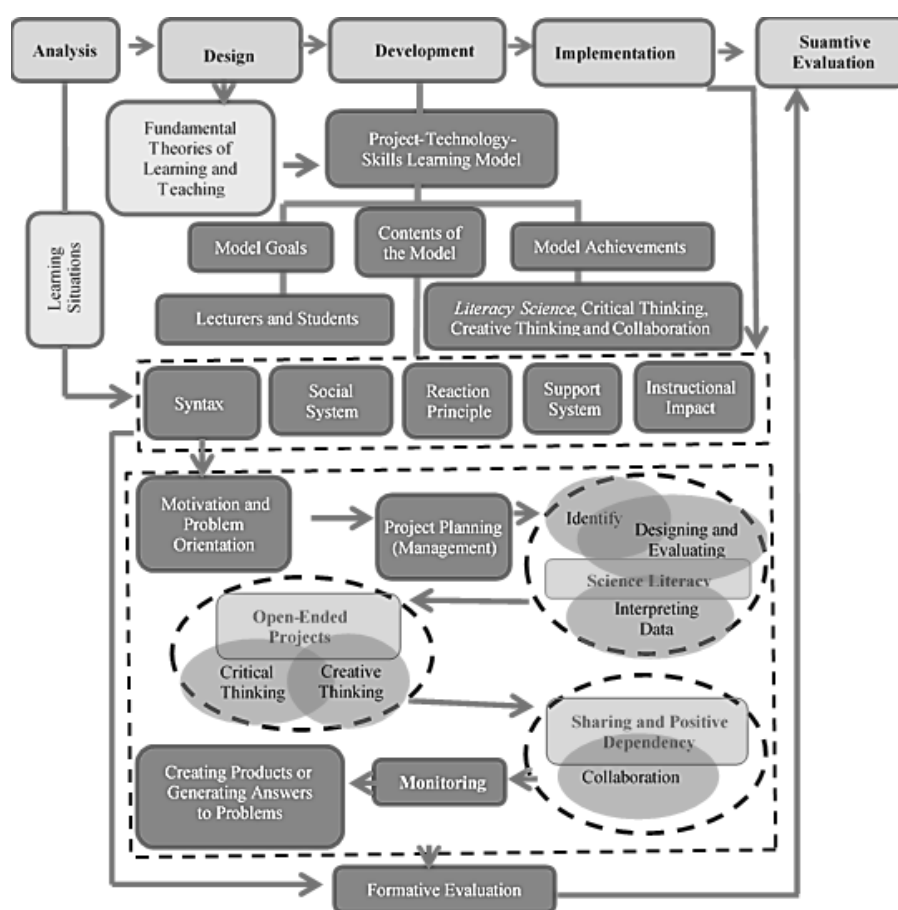 Analysis
Design
Development
Implementation
Suamtive
Evaluation
Fundamental
Theories of
Learning and
Teaching
Project-Technology-
Skills Learning Model
Learning
Situations
Model Goals
Contents of
the Model
Model Achievements
Lecturers and Students
Literacy Science, Critical Thinking,
Creative Thinking and Collaboration
Syntax
Social
System
Reaction
Principle
Support
System
Instructional
Impact
Motivation and
Problem
Orientation
Project Planning
(Management)
Identify
Designing and
Evaluating
Science Literacy
Interpreting
Data
Open-Ended
Projects
Critical
Thinking
Creative
Thinking
Sharing and Positive
Dependency
Collaboration
Monitoring
Creating Products or
Generating Answers
to Problems
Formative Evaluation